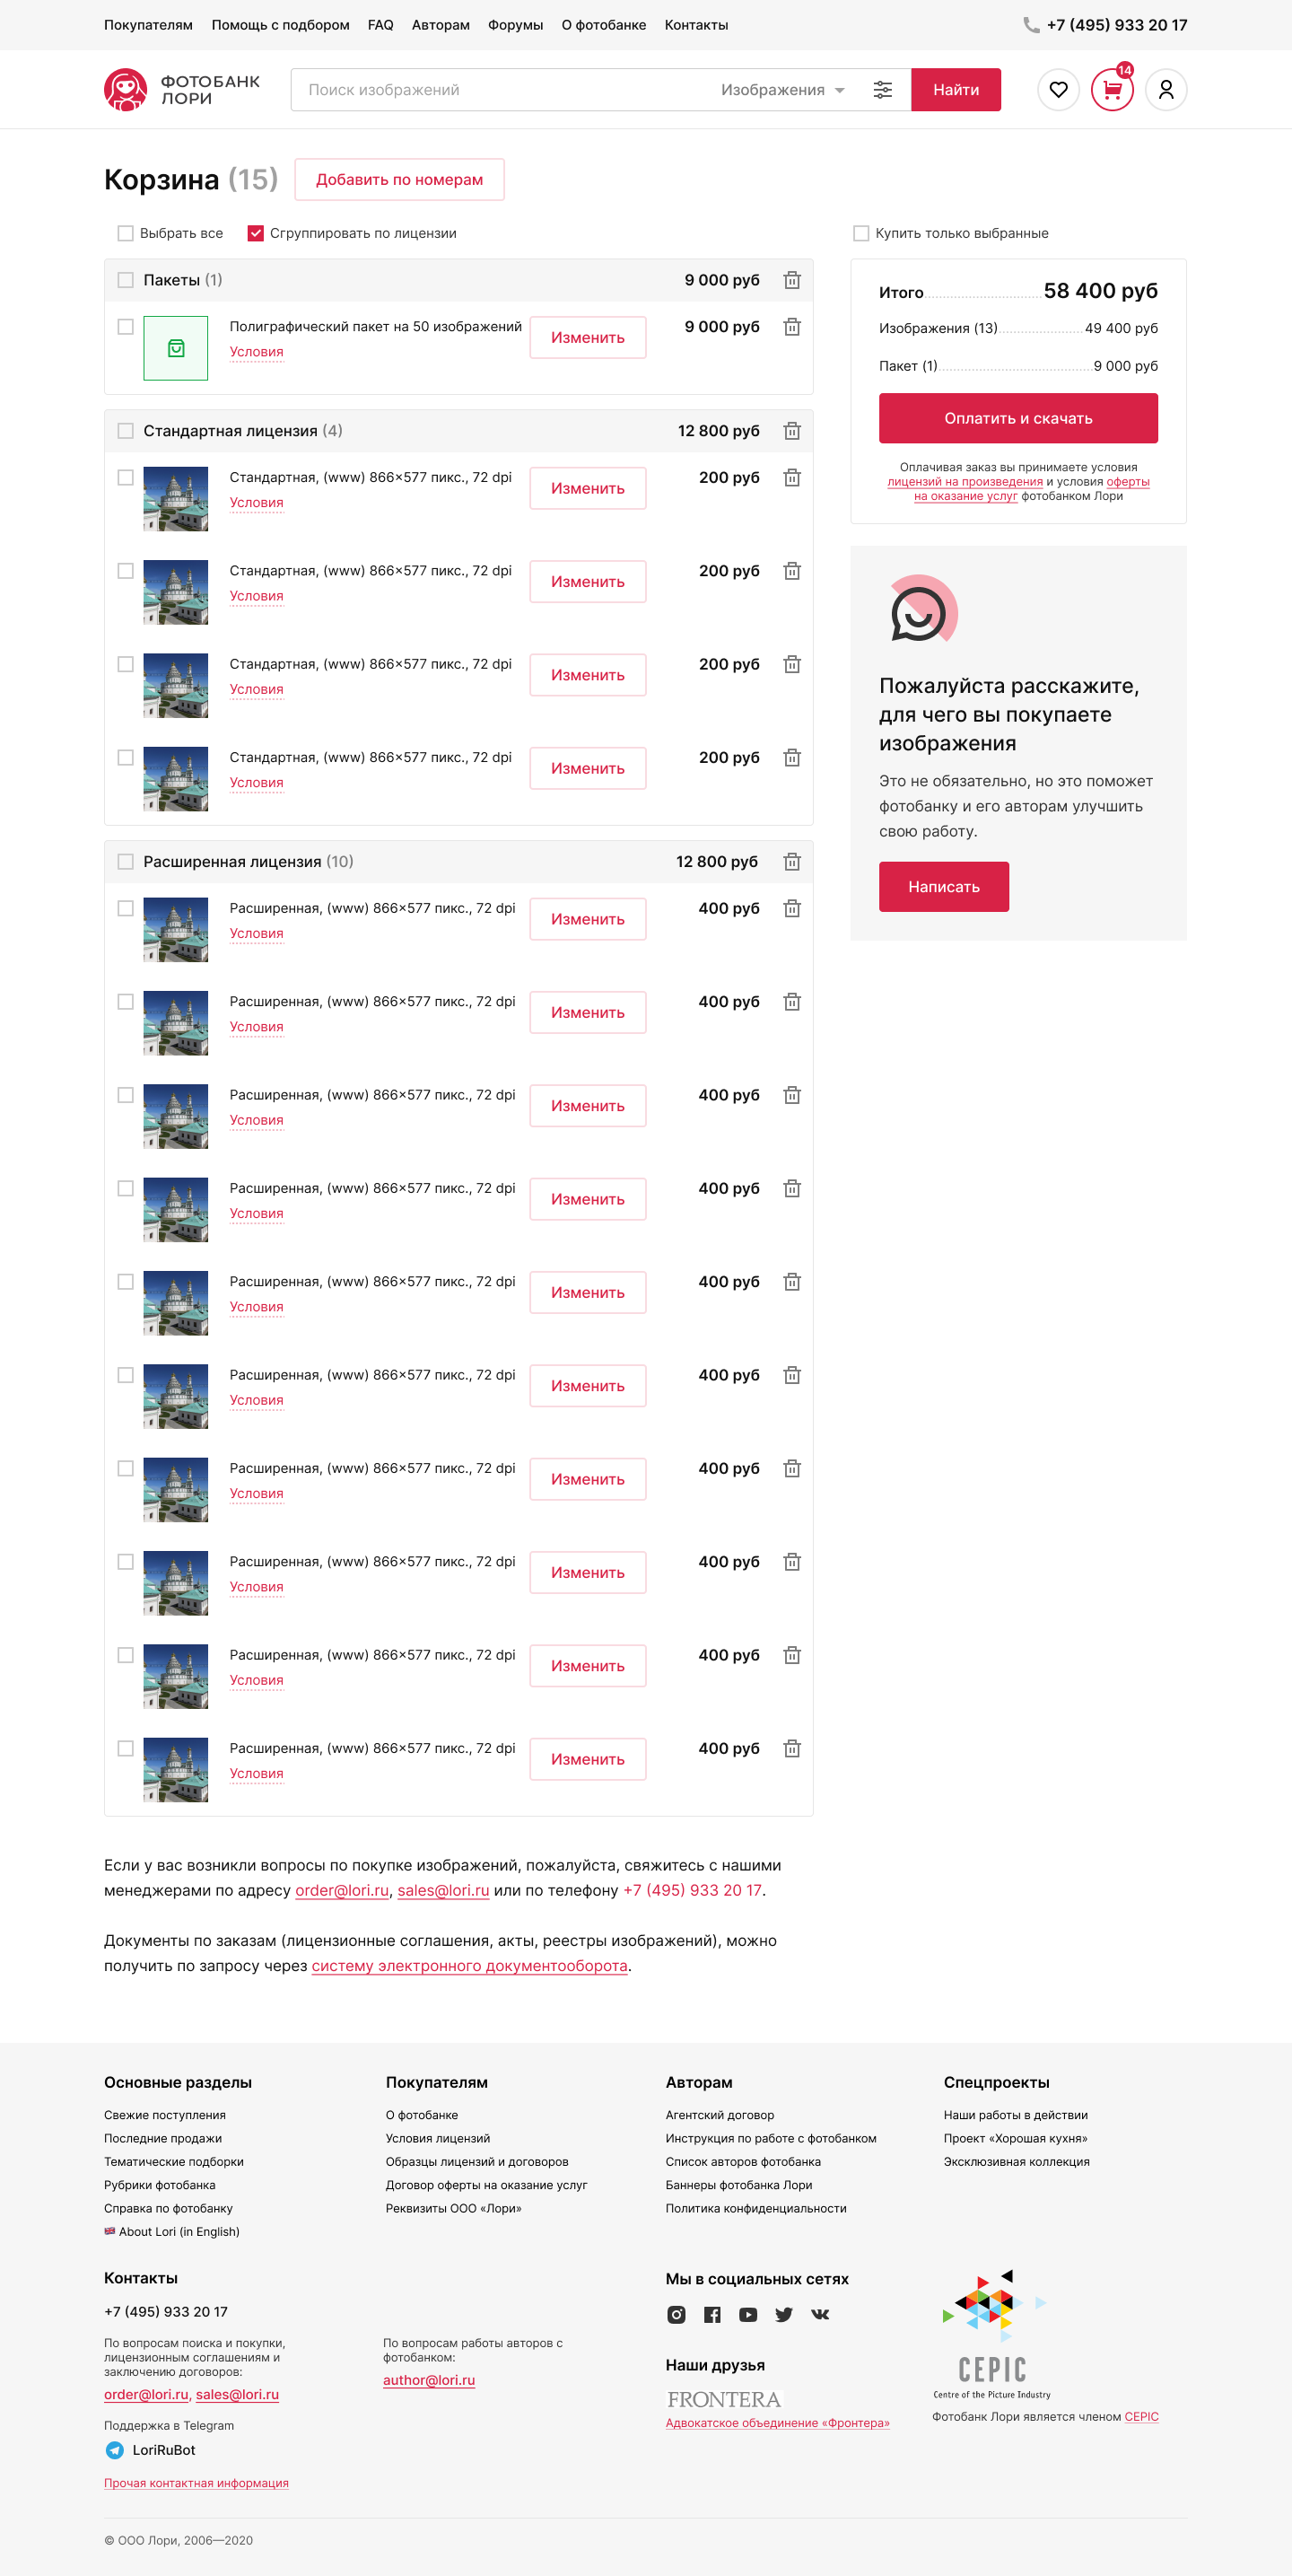 Покупателям Помощь с подбором FAQ Авторам Форумы О фотобанке Контакты +7 (495) 933 20 17
ФОТОБАНК
ЛОРИ
Поиск изображений Изображения Найти 14
Корзина (15) Добавить по номерам
Выбрать все Сгруппировать по лицензии
Пакеты (1) 9 000 руб
Полиграфический пакет на 50 изображений Изменить 9 000 руб
Условия
Стандартная лицензия (4) 12 800 руб
Стандартная, (www) 866×577 пикс., 72 dpi Изменить 200 руб
Условия
Стандартная, (www) 866×577 пикс., 72 dpi Изменить 200 руб
Условия
Стандартная, (www) 866×577 пикс., 72 dpi Изменить 200 руб
Условия
Стандартная, (www) 866×577 пикс., 72 dpi Изменить 200 руб
Условия
Расширенная лицензия (10) 12 800 руб
Расширенная, (www) 866×577 пикс., 72 dpi Изменить 400 руб
Условия
Расширенная, (www) 866×577 пикс., 72 dpi Изменить 400 руб
Условия
Расширенная, (www) 866×577 пикс., 72 dpi Изменить 400 руб
Условия
Расширенная, (www) 866×577 пикс., 72 dpi Изменить 400 руб
Условия
Расширенная, (www) 866×577 пикс., 72 dpi Изменить 400 руб
Условия
Расширенная, (www) 866×577 пикс., 72 dpi Изменить 400 руб
Условия
Расширенная, (www) 866×577 пикс., 72 dpi Изменить 400 руб
Условия
Расширенная, (www) 866×577 пикс., 72 dpi Изменить 400 руб
Условия
Расширенная, (www) 866×577 пикс., 72 dpi Изменить 400 руб
Условия
Расширенная, (www) 866×577 пикс., 72 dpi Изменить 400 руб
Условия
Купить только выбранные
Итого 58 400 руб
Изображения (13) 49 400 руб
Пакет (1) 9 000 руб
Оплатить и скачать
Оплачивая заказ вы принимаете условия
лицензий на произведения и условия оферты
на оказание услуг фотобанком Лори
Пожалуйста расскажите,
для чего вы покупаете
изображения
Это не обязательно, но это поможет
фотобанку и его авторам улучшить
свою работу.
Написать
Если у вас возникли вопросы по покупке изображений, пожалуйста, свяжитесь с нашими
менеджерами по адресу order@lori.ru, sales@lori.ru или по телефону +7 (495) 933 20 17.
Документы по заказам (лицензионные соглашения, акты, реестры изображений), можно
получить по запросу через систему электронного документооборота.
Основные разделы
Свежие поступления
Последние продажи
Тематические подборки
Рубрики фотобанка
Справка по фотобанку
About Lori (in English)
Покупателям
О фотобанке
Условия лицензий
Образцы лицензий и договоров
Договор оферты на оказание услуг
Реквизиты ООО «Лори»
Авторам
Агентский договор
Инструкция по работе с фотобанком
Список авторов фотобанка
Баннеры фотобанка Лори
Политика конфиденциальности
Спецпроекты
Наши работы в действии
Проект «Хорошая кухня»
Эксклюзивная коллекция
Контакты
+7 (495) 933 20 17
По вопросам поиска и покупки,
лицензионным соглашениям и
заключению договоров:
order@lori.ru, sales@lori.ru
Поддержка в Telegram
LoriRuBot
Прочая контактная информация
По вопросам работы авторов с
фотобанком:
author@lori.ru
Мы в социальных сетях
Наши друзья
FRONTERA
Адвокатское объединение «Фронтера»
CEPIC
Centre of the Picture Industry
Фотобанк Лори является членом CEPIC
© ООО Лори, 2006—2020